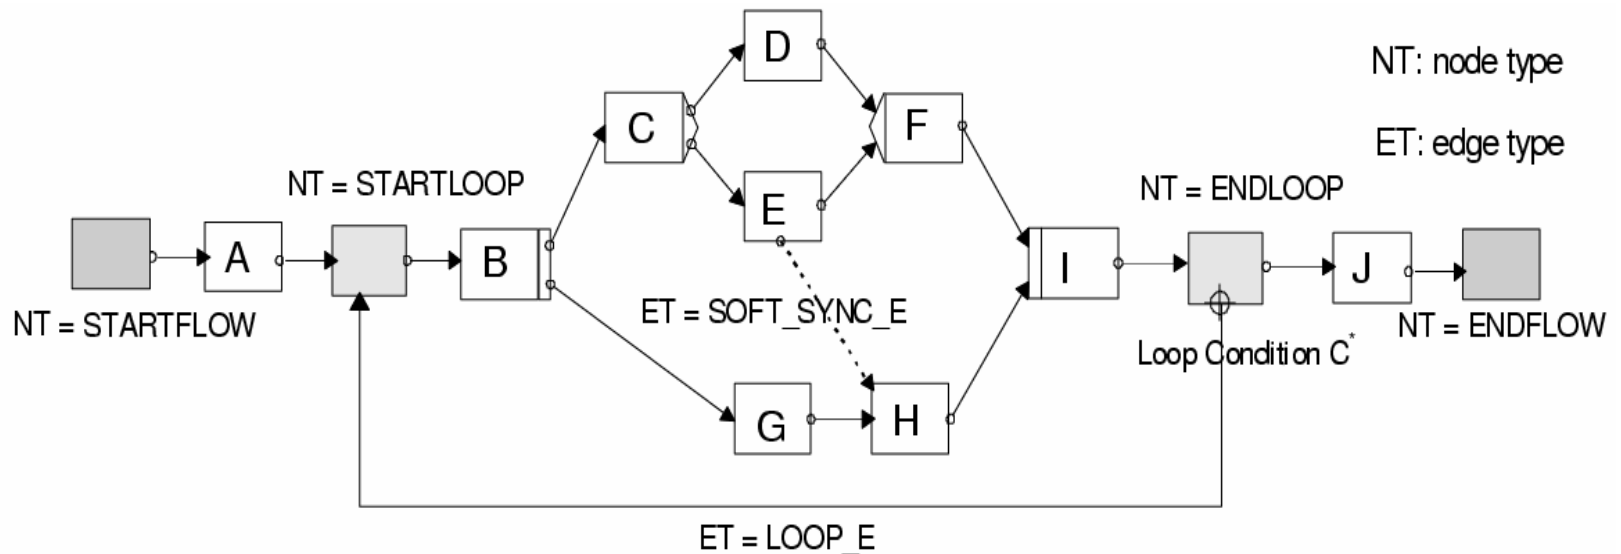 D
NT: node type
C
F
ET: edge type
NT = STARTLOOP
E
NT = ENDLOOP
A
B
I
J
NT = STARTFLOW
ET = SOFT_SYNC_E
NT = ENDFLOW
Loop Condition C*
G
H
ET = LOOP_E